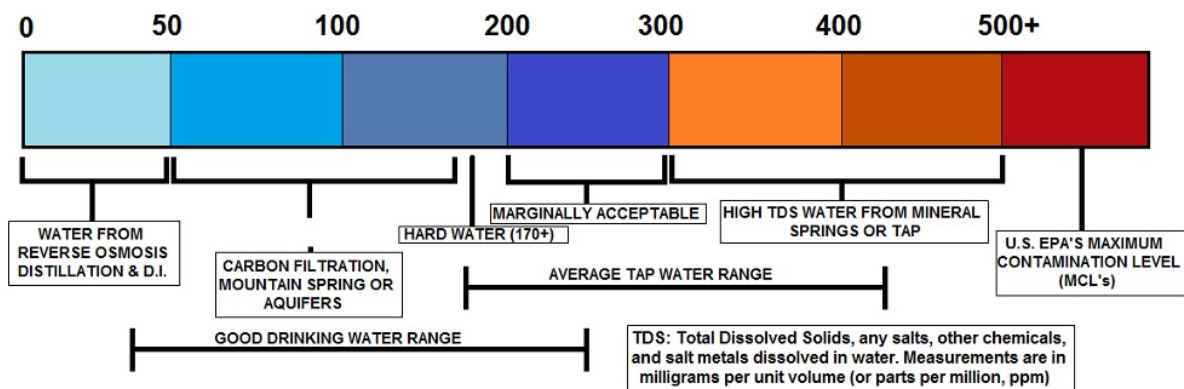 0 50 100 200 300 400 500+
WATER FROM
REVERSE OSMOSIS
DISTILLATION & D.I.
CARBON FILTRATION,
MOUNTAIN SPRING OR
AQUIFERS
HARD WATER (170+)
MARGINALLY ACCEPTABLE
HIGH TDS WATER FROM MINERAL
SPRINGS OR TAP
U.S. EPA'S MAXIMUM
CONTAMINATION LEVEL
(MCL's)
AVERAGE TAP WATER RANGE
GOOD DRINKING WATER RANGE
TDS: Total Dissolved Solids, any salts, other chemicals,
and salt metals dissolved in water. Measurements are in
milligrams per unit volume (or parts per million, ppm)